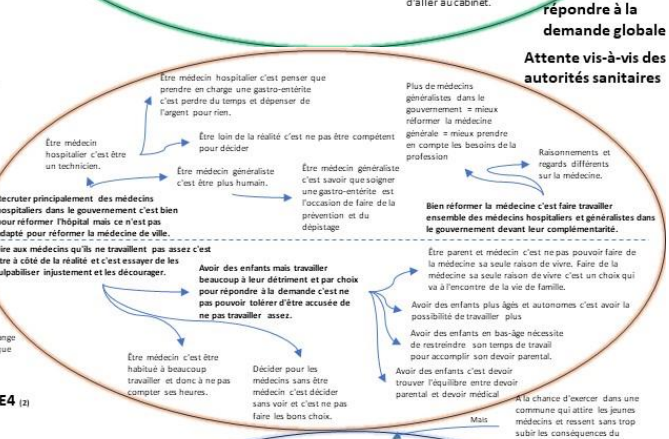 d'aller au cabinet.
répondre à la
demande globale
Attente vis-à-vis des
autorités sanitaires
Être médecin hospitalier c'est penser que
prendre en charge une gastro-entérite
c'est perdre du temps et dépenser de
l'argent pour rien.
Plus de médecins
généralistes dans le
gouvernement = mieux
réformer la médecine
générale = mieux prendre
en compte les besoins de la
profession
Être médecin
hospitalier c'est être
un technicien.
Être loin de la réalité c'est ne pas être compétent
pour décider
Être médecin généraliste
c'est être plus humain.
Être médecin généraliste
c'est savoir que soigner
une gastro-entérite est
l'occasion de faire de la
prévention et du
dépistage
Raisonnements et
regards différents
sur la médecine.
ecruter principalement des médecins
ospitaliers dans le gouvernement c'est bien
our réformer l'hôpital mais ce n'est pas
dapté pour réformer la médecine de ville.
Bien réformer la médecine c'est faire travailler
ensemble des médecins hospitaliers et généralistes dans
le gouvernement devant leur complémentarité.
ire aux médecins qu'ils ne travaillent pas assez c'est
tre à côté de la réalité et c'est essayer de les
ulpabiliser injustement et les décourager.
Avoir des enfants mais travailler
beaucoup à leur détriment et par choix
pour répondre à la demande c'est ne
pas pouvoir tolérer d'être accusée de
ne pas travailler assez.
Être parent et médecin c'est ne pas pouvoir faire de
la médecine sa seule raison de vivre. Faire de la
médecine sa seule raison de vivre c'est un choix qui
va à l'encontre de la vie de famille.
Avoir des enfants plus âgés et autonomes c'est avoir la
possibilité de travailler plus
Avoir des enfants en bas-âge nécessite
de restreindre son temps de travail
pour accomplir son devoir parental.
Avoir des enfants c'est devoir
trouver l'équilibre entre devoir
parental et devoir médical
Être médecin c'est être
habitué à beaucoup
travailler et donc à ne pas
compter ses heures.
Décider pour les
médecins sans être
médecin c'est décider
sans voir et c'est ne pas
faire les bons choix.
ange
que
E4 (2)
Mais
A la chance d'exercer dans une
commune qui attire les jeunes
médecins et ressent sans trop
subir les conséquences du